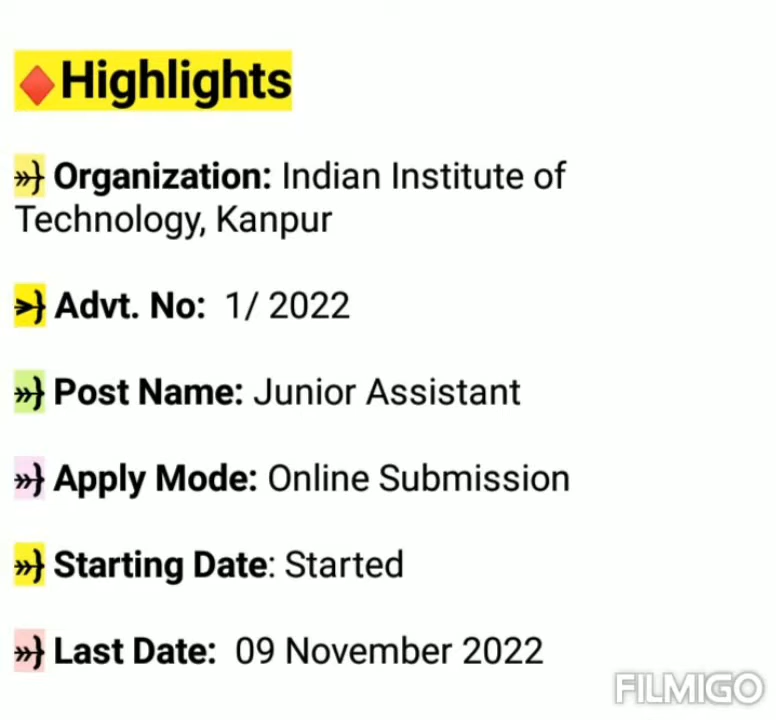 ♦Highlights
»} Organization: Indian Institute of
Technology, Kanpur
➢} Advt. No: 1/ 2022
»} Post Name: Junior Assistant
»} Apply Mode: Online Submission
»} Starting Date: Started
»} Last Date: 09 November 2022
FILMIGO